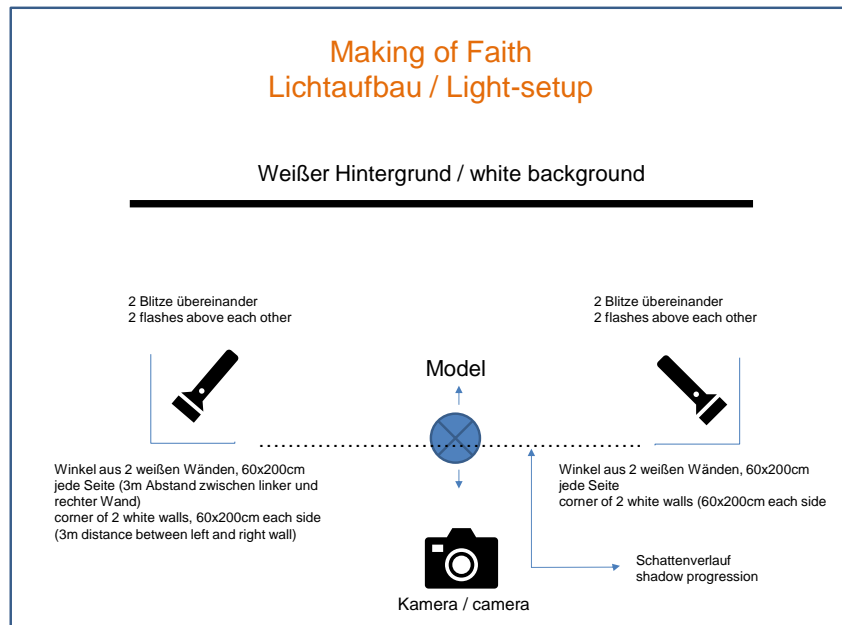 Making of Faith
Lichtaufbau / Light-setup
Weißer Hintergrund / white background
2 Blitze übereinander
2 flashes above each other
2 Blitze übereinander
2 flashes above each other
Model
Winkel aus 2 weißen Wänden, 60x200cm
jede Seite (3m Abstand zwischen linker und
rechter Wand)
corner of 2 white walls, 60x200cm each side
(3m distance between left and right wall)
Winkel aus 2 weißen Wänden, 60x200cm
jede Seite
corner of 2 white walls (60x200cm each side
Schattenverlauf
shadow progression
Kamera / camera